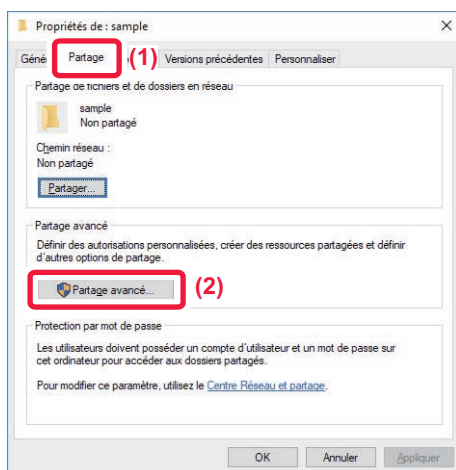 Propriétés de : sample
Partage (1) Versions précédentes Personnaliser
Partage de fichiers et de dossiers en réseau
sample
Non partagé
Chemin réseau :
Non partagé
Partager...
Partage avancé
Définir des autorisations personnalisées, créer des ressources partagées et définir
d'autres options de partage.
Partage avancé... (2)
Protection par mot de passe
Les utilisateurs doivent posséder un compte d'utilisateur et un mot de passe sur
cet ordinateur pour accéder aux dossiers partagés.
Pour modifier ce paramètre, utilisez le Centre Réseau et partage.
OK Annuler Appliquer